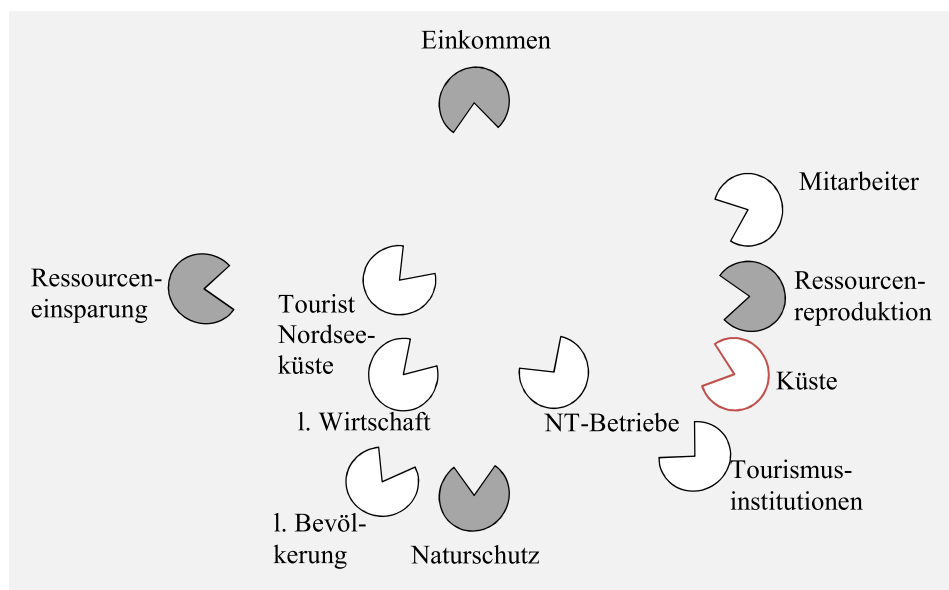 Einkommen
Mitarbeiter
Ressourcen-
einsparung
Ressourcen-
reproduktion
Tourist
Nordsee-
küste
Küste
l. Wirtschaft
NT-Betriebe
Tourismus-
institutionen
l. Bevöl-
kerung
Naturschutz